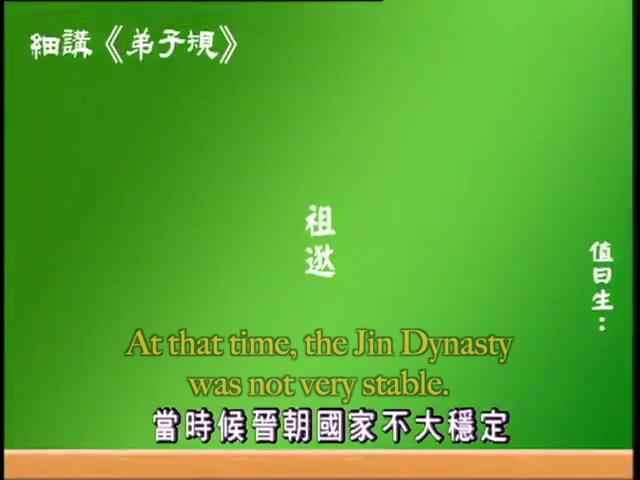 細講《弟子規》
祖逖
值日生：
At that time, the Jin Dynasty
was not very stable.
當時候晉朝國家不大穩定